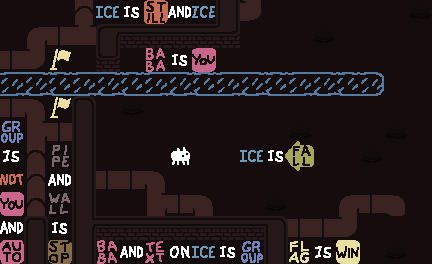 ICE IS STILL AND ICE
BABA IS YOU
GROUP
IS
NOT
YOU
AND
AUTO
PIPE
AND
WALL
IS
STOP
ICE IS FALL
BABA AND TEXT ON ICE IS GROUP
FLAG IS WIN